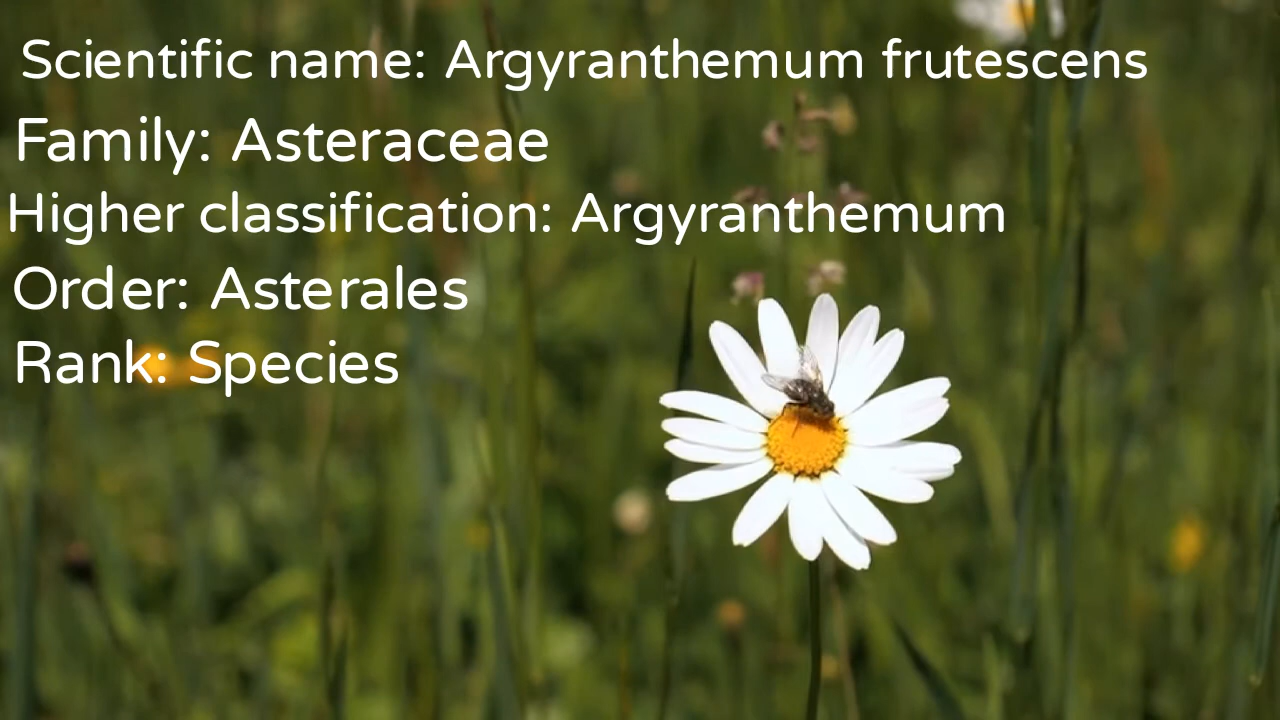 Scientific name: Argyranthemum frutescens
Family: Asteraceae
Higher classification: Argyranthemum
Order: Asterales
Rank: Species